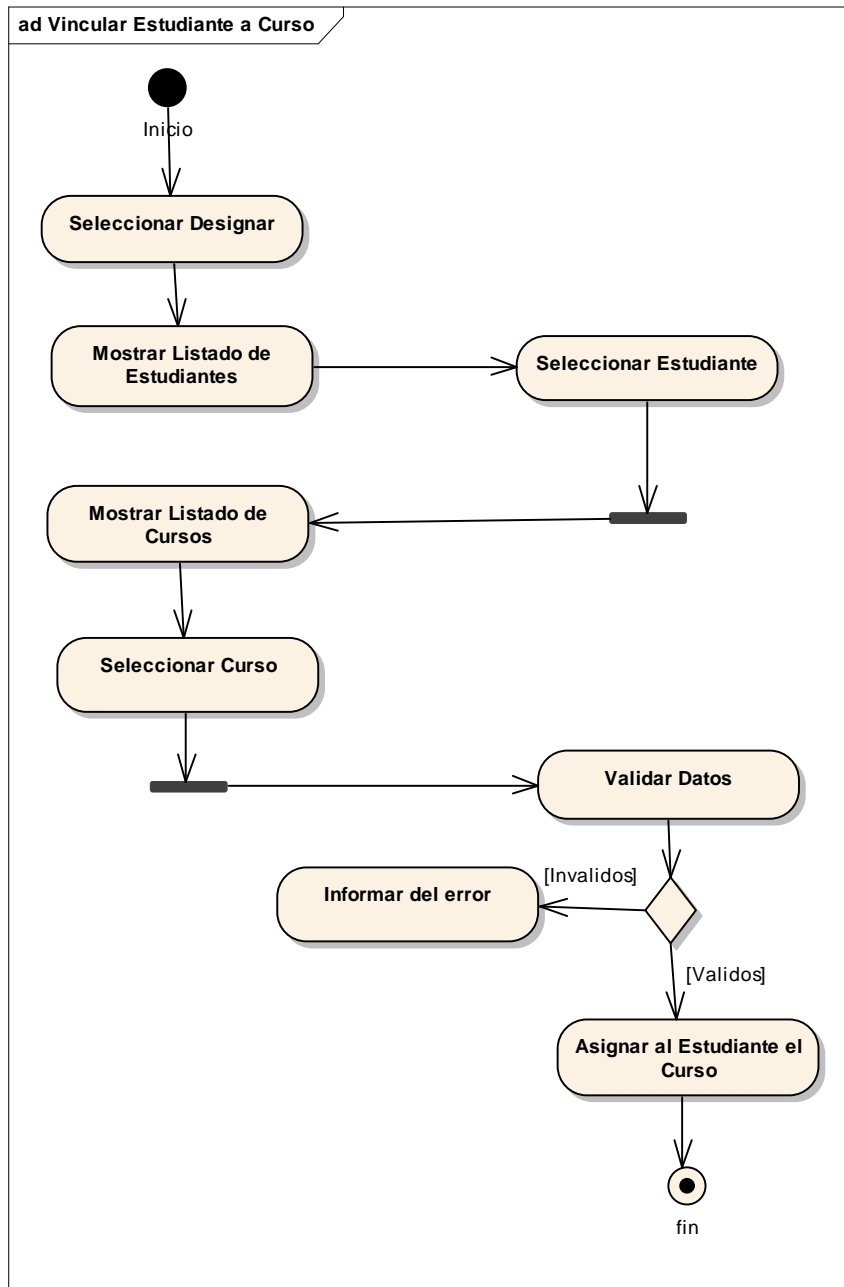 ad Vincular Estudiante a Curso
Inicio
Seleccionar Designar
Mostrar Listado de
Estudiantes
Seleccionar Estudiante
Mostrar Listado de
Cursos
Seleccionar Curso
Validar Datos
[Invalidos]
Informar del error
[Validos]
Asignar al Estudiante el
Curso
fin